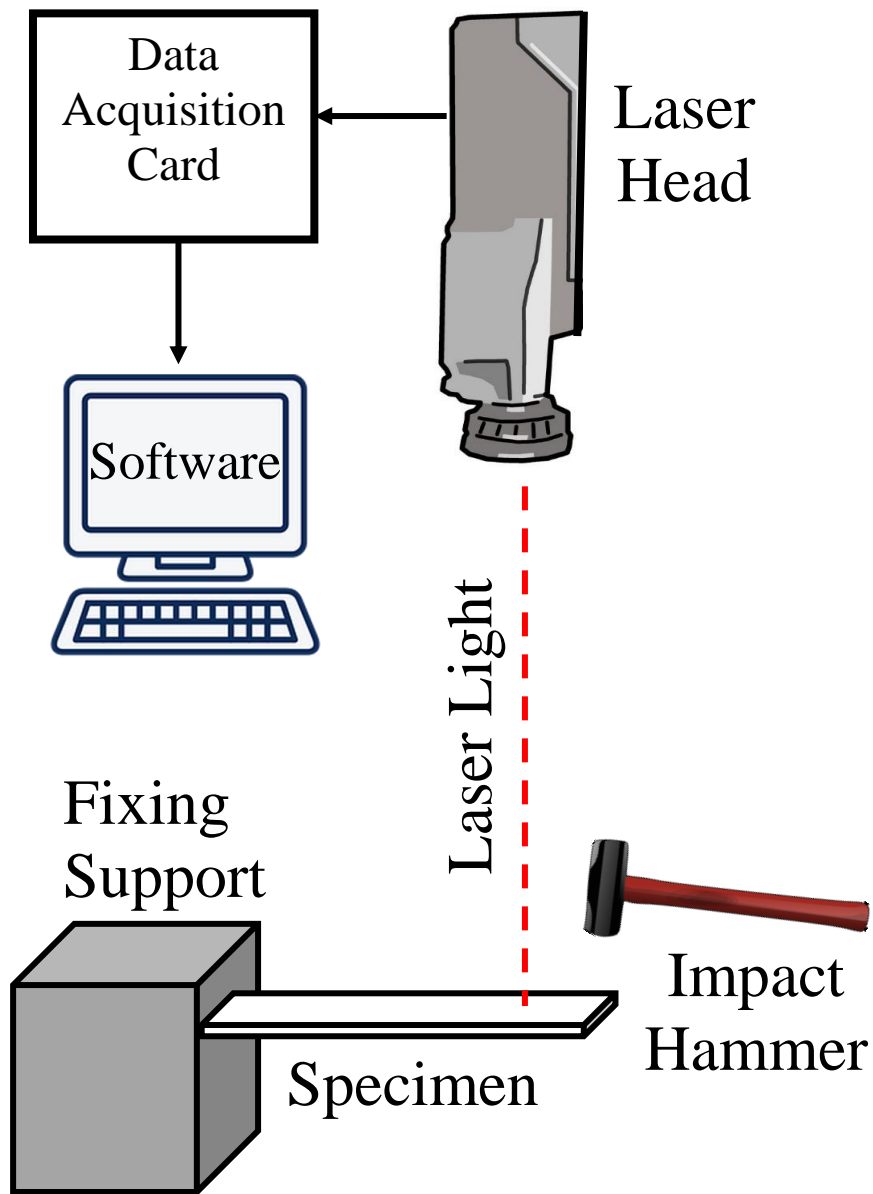 Data
Acquisition
Card
Laser
Head
Software
Laser Light
Fixing
Support
Impact
Hammer
Specimen